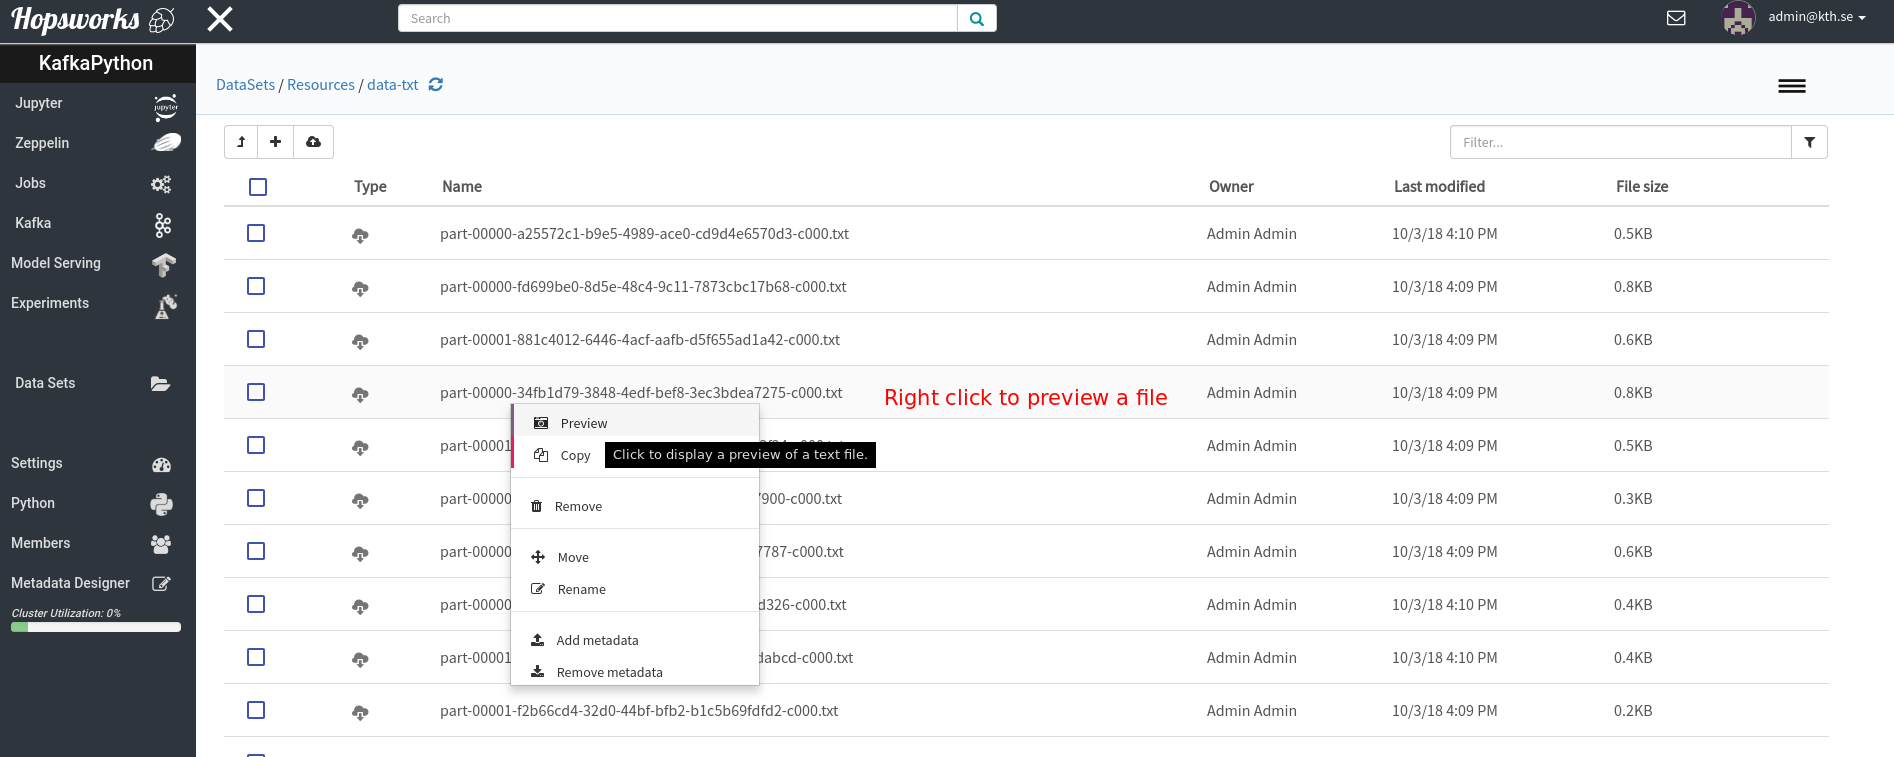 Hopsworks
Search
admin@kth.se
KafkaPython
DataSets / Resources / data-txt
Jupyter
jupyter
Zeppelin
Jobs
Kafka
Model Serving
Experiments
Data Sets
Settings
Python
Members
Metadata Designer
Cluster Utilization: 0%
Filter...
Type Name Owner Last modified File size
part-00000-a25572c1-b9e5-4989-ace0-cd9d4e6570d3-c000.txt Admin Admin 10/3/18 4:10 PM 0.5KB
part-00000-fd699be0-8d5e-48c4-9c11-7873cbc17b68-c000.txt Admin Admin 10/3/18 4:09 PM 0.8KB
part-00001-881c4012-6446-4acf-aafb-d5f655ad1a42-c000.txt Admin Admin 10/3/18 4:09 PM 0.6KB
part-00000-34fb1d79-3848-4edf-bef8-3ec3bdea7275-c000.txt Right click to preview a file Admin Admin 10/3/18 4:09 PM 0.8KB
part-00001 Admin Admin 10/3/18 4:09 PM 0.5KB
part-00000 7900-c000.txt Admin Admin 10/3/18 4:09 PM 0.3KB
part-00000 7787-c000.txt Admin Admin 10/3/18 4:09 PM 0.6KB
part-00000 d326-c000.txt Admin Admin 10/3/18 4:10 PM 0.4KB
part-00001 dabcd-c000.txt Admin Admin 10/3/18 4:10 PM 0.4KB
part-00001-f2b66cd4-32d0-44bf-bfb2-b1c5b69fdfd2-c000.txt Admin Admin 10/3/18 4:09 PM 0.2KB
Preview
Copy
Click to display a preview of a text file.
Remove
Move
Rename
Add metadata
Remove metadata